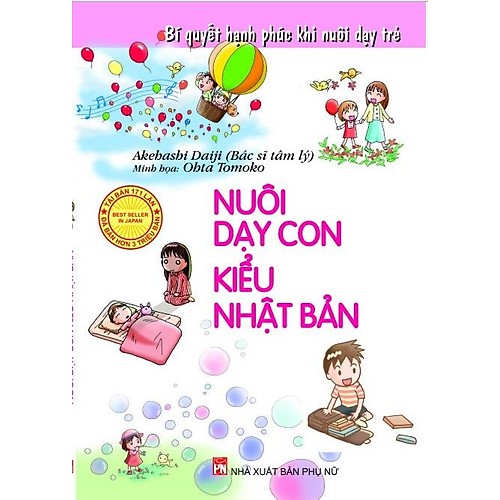 Bí quyết hạnh phúc khi nuôi dạy trẻ
Akehashi Daiji (Bác sĩ tâm lý)
Minh họa: Ohta Tomoko
TÁI BẢN 171 LẦN
BEST SELLER
IN JAPAN
ĐÃ BÁN HƠN 3 TRIỆU BẢN
NUÔI
DẠY CON
KIỂU
NHẬT BẢN
PN
NHÀ XUẤT BẢN PHỤ NỮ